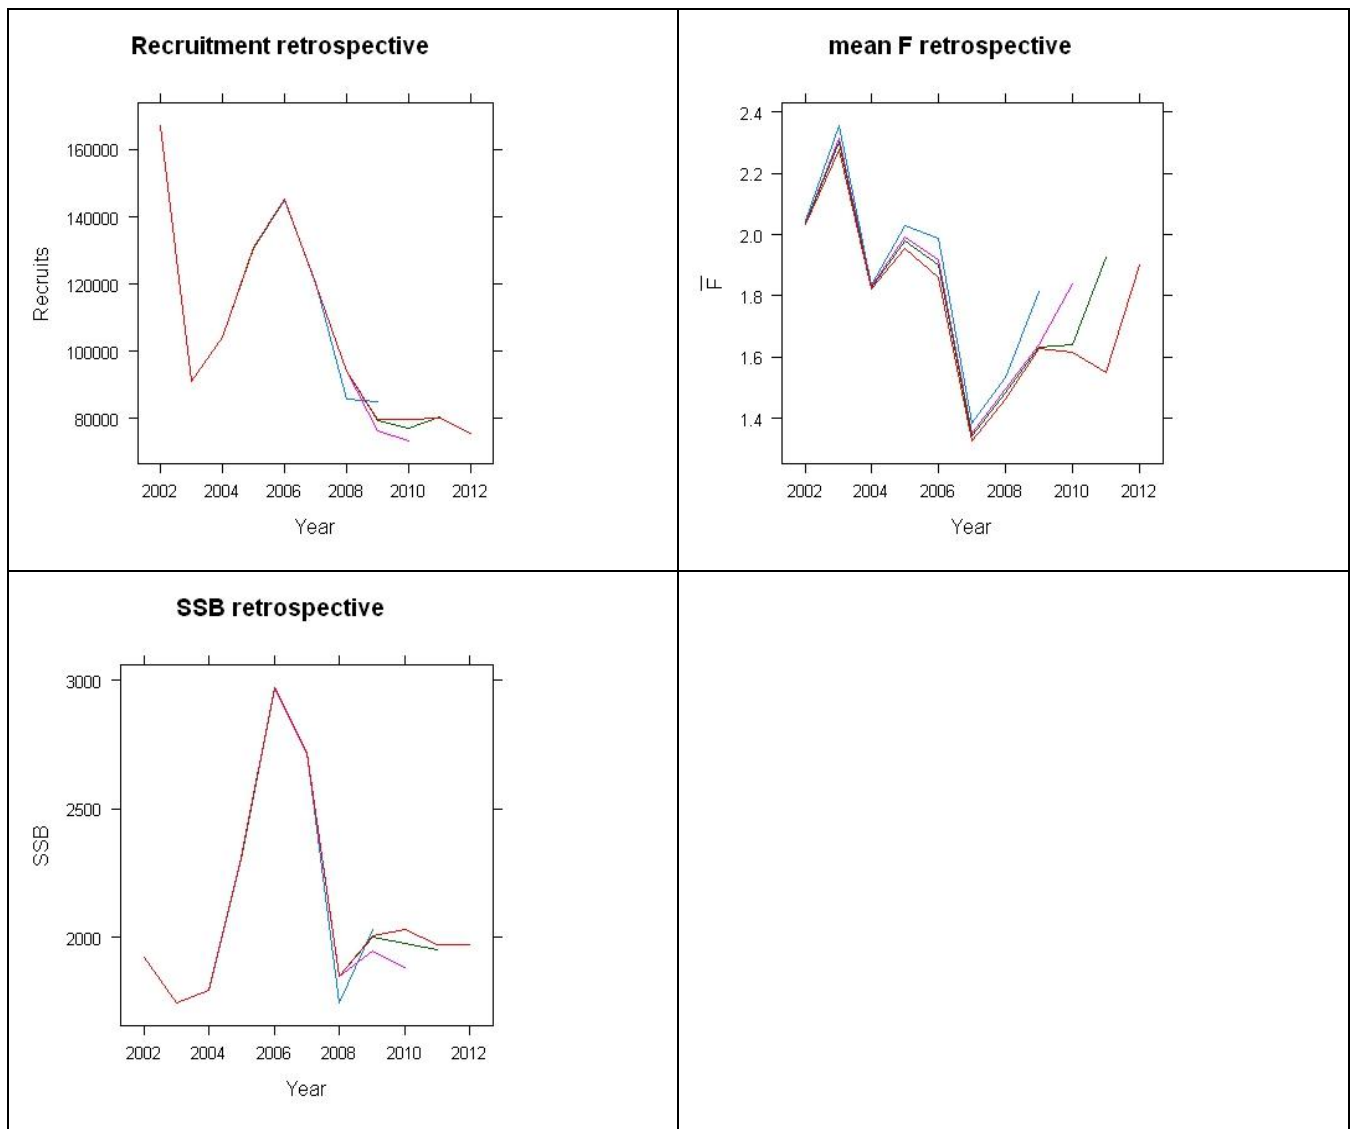 Recruitment retrospective
160000
140000
120000
100000
80000
Recruits
2002 2004 2006 2008 2010 2012
Year
mean F retrospective
2.4
2.2
2.0
1.8
1.6
1.4
F̅
2002 2004 2006 2008 2010 2012
Year
SSB retrospective
3000
2500
2000
SSB
2002 2004 2006 2008 2010 2012
Year